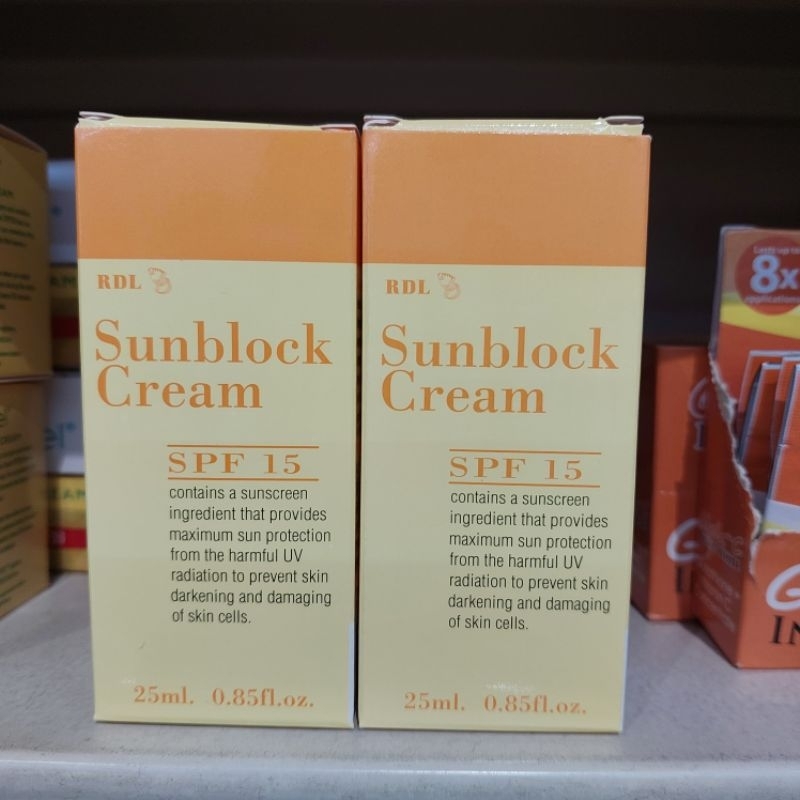 RDL
Sunblock
Cream
SPF 15
contains a sunscreen
ingredient that provides
maximum sun protection
from the harmful UV
radiation to prevent skin
darkening and damaging
of skin cells.
25ml. 0.85fl.oz.
RDL
Sunblock
Cream
SPF 15
contains a sunscreen
ingredient that provides
maximum sun protection
from the harmful UV
radiation to prevent skin
darkening and damaging
of skin cells.
25ml. 0.85fl.oz.
8x
applications